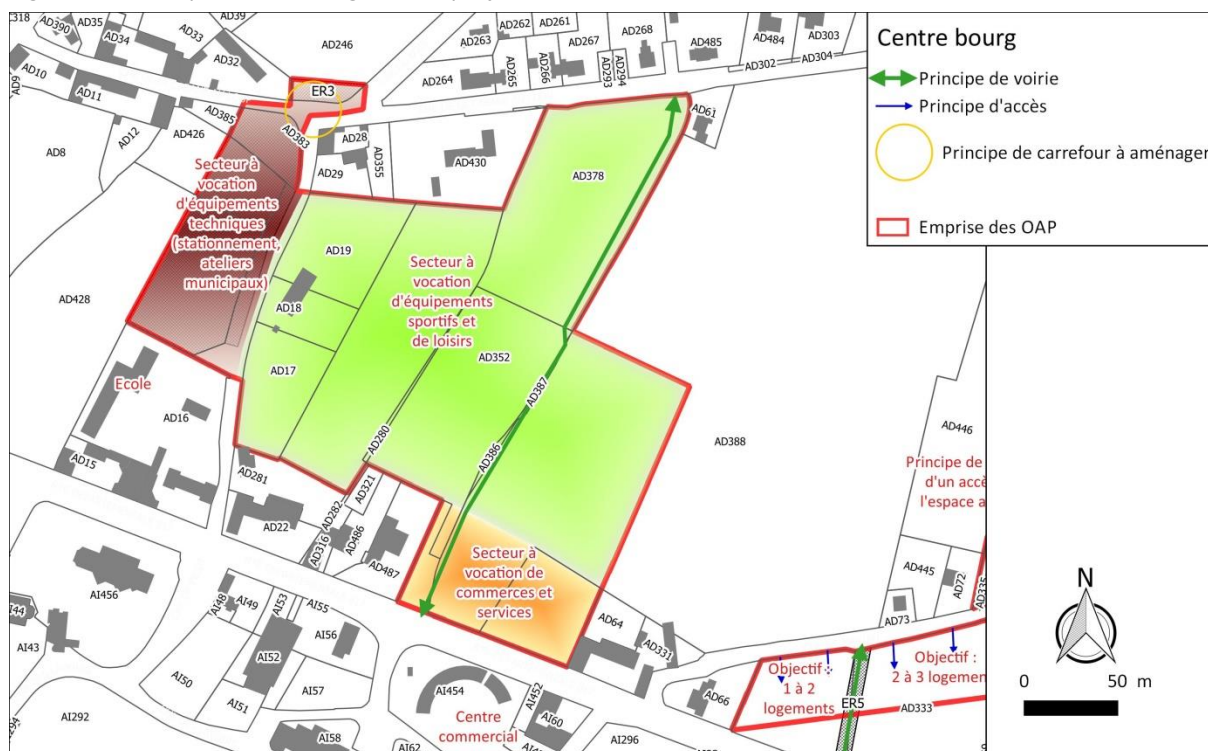 318
AD390
AD35
AD34
AD33
AD39
AD32
AD246
AD10
AD11
AD9
AD12
AD426
AD385
AD8
ER3
AD383
AD263
AD262
AD261
AD264
AD265
AD266
AD267
AD268
AD293
AD294
AD485
AD484
AD303
AD302
AD304
AD61
AD28
AD29
AD355
AD430
AD378
Centre bourg
Principe de voirie
Principe d'accès
Principe de carrefour à aménager
Emprise des OAP
Secteur à
vocation
d'équipements
techniques
(stationnement,
ateliers
municipaux)
AD19
AD18
AD17
Secteur à
vocation
d'équipements
sportifs et
de loisirs
AD352
AD387
AD386
AD280
AD428
Ecole
AD16
AD15
AD281
AD22
AD282
AD316
AD321
AD486
AD487
AD388
AD446
Principe de
d'un accè
l'espace a
Secteur à
vocation de
commerces et
services
AD64
AD331
AD445
AD72
AD335
AD73
AD66
Objectif :
1 à 2
logements
Objectif :
2 à 3 logemen
ER5
AD333
AI456
AI44
AI43
AI48
AI49
AI53
AI55
AI56
AI52
AI50
AI51
AI57
AI292
AI294
AI58
AI454
AI452
AI60
AI62
AI296
Centre
commercial
N
0 50 m